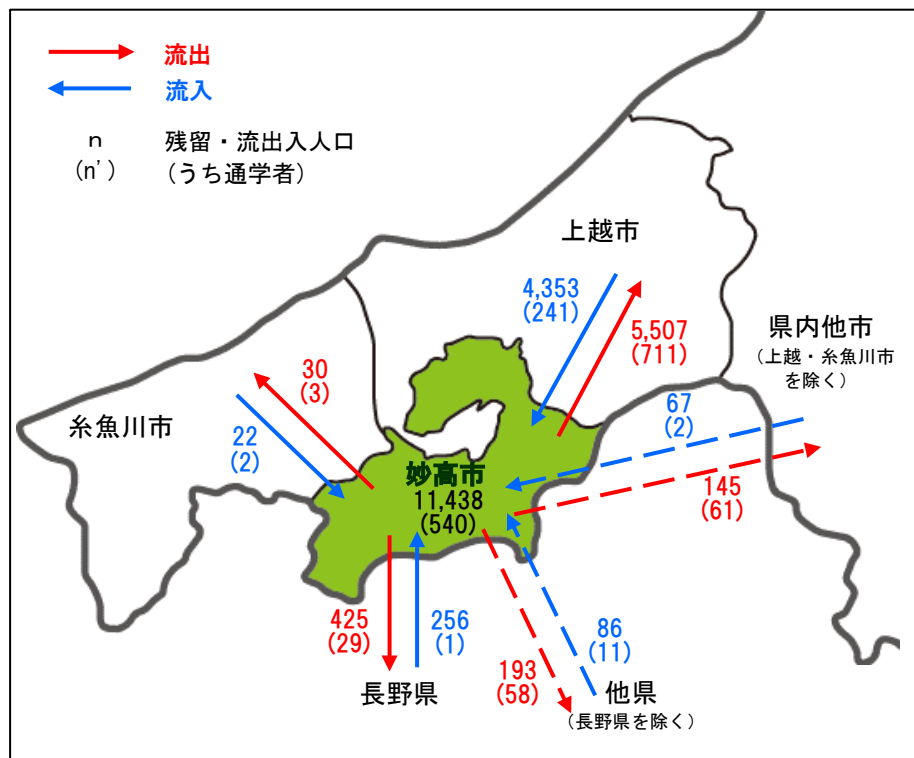 流出
流入
n 残留・流出入人口
(n') (うち通学者)
上越市
4,353
(241)
5,507
(711)
県内他市
(上越・糸魚川市
を除く)
30
(3)
67
(2)
糸魚川市
22
(2)
妙高市
11,438
(540)
145
(61)
425
(29)
256
(1)
86
(11)
193
(58)
長野県
他県
(長野県を除く)